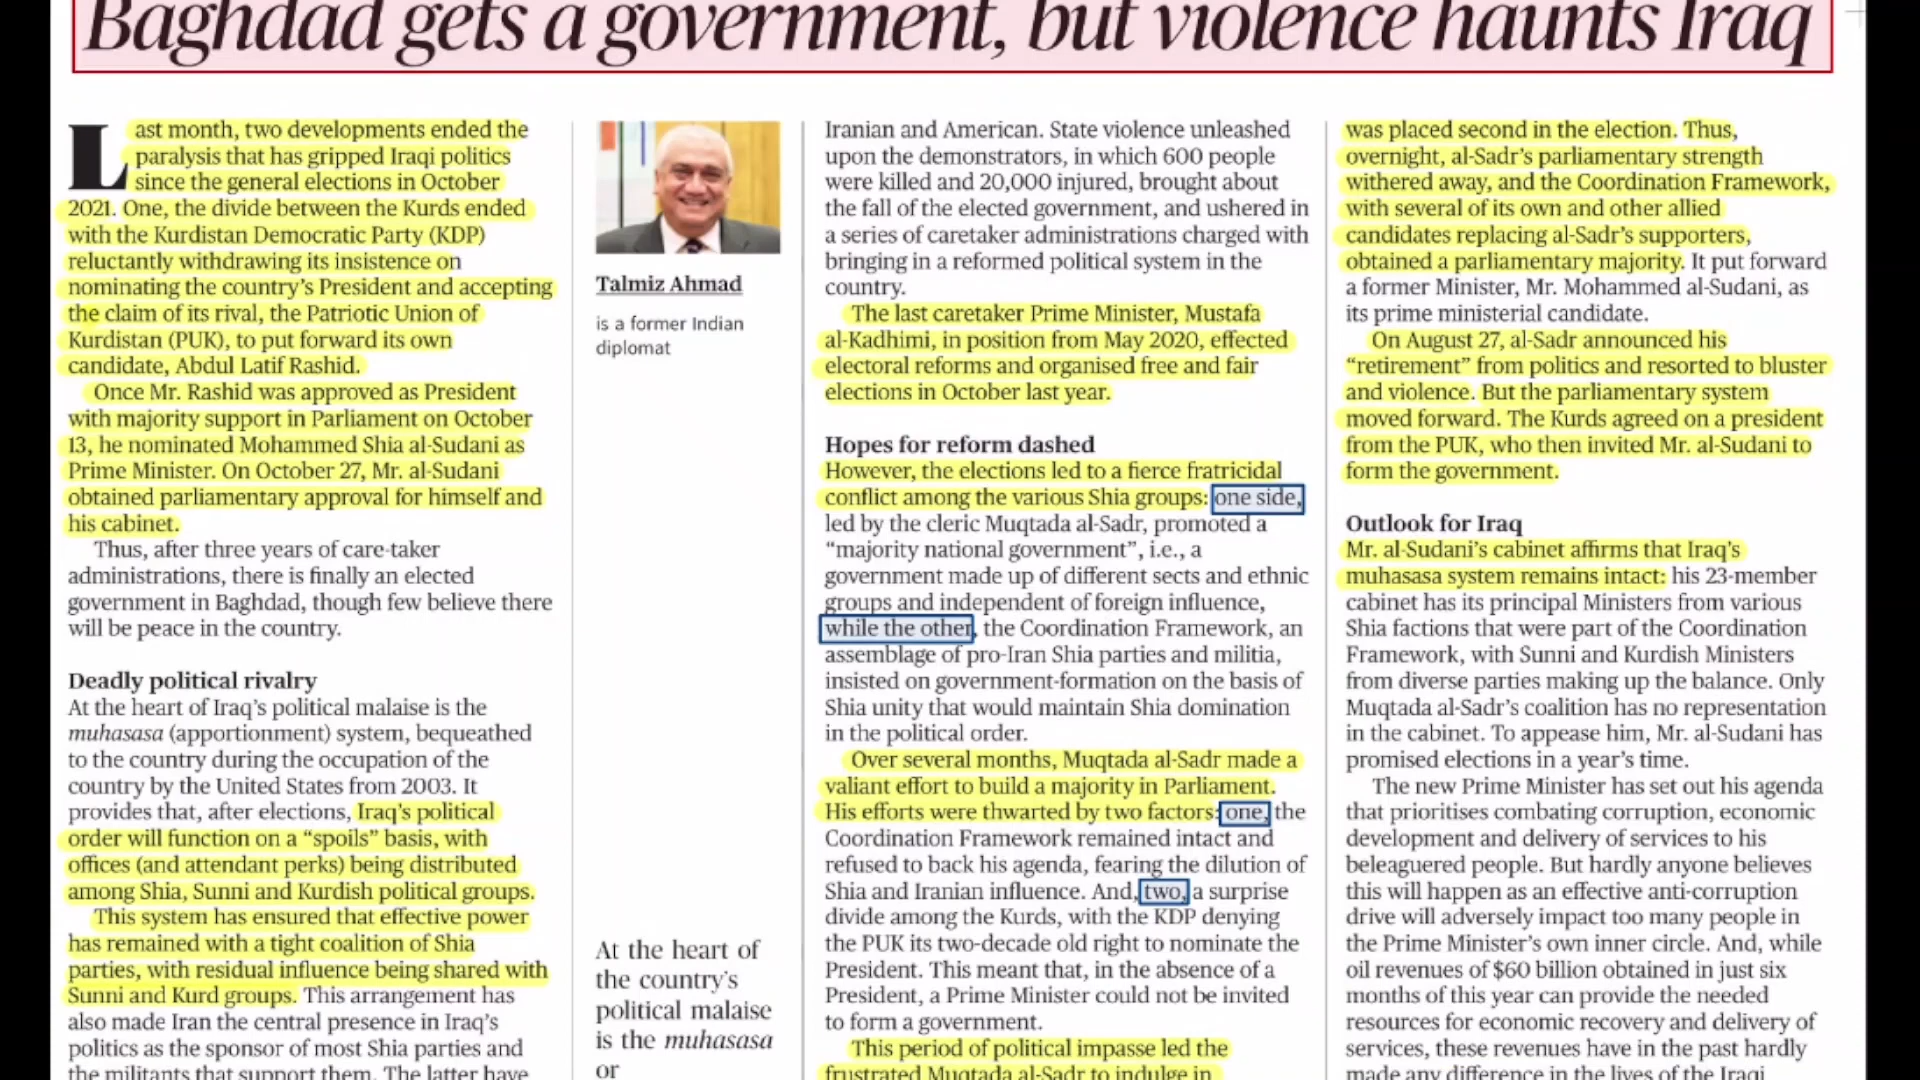 Baghdad gets a government, but violence haunts Iraq
Last month, two developments ended the
paralysis that has gripped Iraqi politics
since the general elections in October
2021. One, the divide between the Kurds ended
with the Kurdistan Democratic Party (KDP)
reluctantly withdrawing its insistence on
nominating the country's President and accepting
the claim of its rival, the Patriotic Union of
Kurdistan (PUK), to put forward its own
candidate, Abdul Latif Rashid.
Once Mr. Rashid was approved as President
with majority support in Parliament on October
13, he nominated Mohammed Shia al-Sudani as
Prime Minister. On October 27, Mr. al-Sudani
obtained parliamentary approval for himself and
his cabinet.
Thus, after three years of care-taker
administrations, there is finally an elected
government in Baghdad, though few believe there
will be peace in the country.
Deadly political rivalry
At the heart of Iraq's political malaise is the
muhasasa (apportionment) system, bequeathed
to the country during the occupation of the
country by the United States from 2003. It
provides that, after elections, Iraq's political
order will function on a “spoils” basis, with
offices (and attendant perks) being distributed
among Shia, Sunni and Kurdish political groups.
This system has ensured that effective power
has remained with a tight coalition of Shia
parties, with residual influence being shared with
Sunni and Kurd groups. This arrangement has
also made Iran the central presence in Iraq's
politics as the sponsor of most Shia parties and
the militants that support them. The latter have
Talmiz Ahmad
is a former Indian
diplomat
At the heart of
the country's
political malaise
is the muhasasa
or
Iranian and American. State violence unleashed
upon the demonstrators, in which 600 people
were killed and 20,000 injured, brought about
the fall of the elected government, and ushered in
a series of caretaker administrations charged with
bringing in a reformed political system in the
country.
The last caretaker Prime Minister, Mustafa
al-Kadhimi, in position from May 2020, effected
electoral reforms and organised free and fair
elections in October last year.
Hopes for reform dashed
However, the elections led to a fierce fratricidal
conflict among the various Shia groups: one side,
led by the cleric Muqtada al-Sadr, promoted a
“majority national government”, i.e., a
government made up of different sects and ethnic
groups and independent of foreign influence,
while the other, the Coordination Framework, an
assemblage of pro-Iran Shia parties and militia,
insisted on government-formation on the basis of
Shia unity that would maintain Shia domination
in the political order.
Over several months, Muqtada al-Sadr made a
valiant effort to build a majority in Parliament.
His efforts were thwarted by two factors: one, the
Coordination Framework remained intact and
refused to back his agenda, fearing the dilution of
Shia and Iranian influence. And, two, a surprise
divide among the Kurds, with the KDP denying
the PUK its two-decade old right to nominate the
President. This meant that, in the absence of a
President, a Prime Minister could not be invited
to form a government.
This period of political impasse led the
frustrated Muqtada al-Sadr to indulge in
was placed second in the election. Thus,
overnight, al-Sadr's parliamentary strength
withered away, and the Coordination Framework,
with several of its own and other allied
candidates replacing al-Sadr's supporters,
obtained a parliamentary majority. It put forward
a former Minister, Mr. Mohammed al-Sudani, as
its prime ministerial candidate.
On August 27, al-Sadr announced his
“retirement” from politics and resorted to bluster
and violence. But the parliamentary system
moved forward. The Kurds agreed on a president
from the PUK, who then invited Mr. al-Sudani to
form the government.
Outlook for Iraq
Mr. al-Sudani's cabinet affirms that Iraq's
muhasasa system remains intact: his 23-member
cabinet has its principal Ministers from various
Shia factions that were part of the Coordination
Framework, with Sunni and Kurdish Ministers
from diverse parties making up the balance. Only
Muqtada al-Sadr's coalition has no representation
in the cabinet. To appease him, Mr. al-Sudani has
promised elections in a year's time.
The new Prime Minister has set out his agenda
that prioritises combating corruption, economic
development and delivery of services to his
beleaguered people. But hardly anyone believes
this will happen as an effective anti-corruption
drive will adversely impact too many people in
the Prime Minister's own inner circle. And, while
oil revenues of $60 billion obtained in just six
months of this year can provide the needed
resources for economic recovery and delivery of
services, these revenues have in the past hardly
made any difference in the lives of the Iraqi